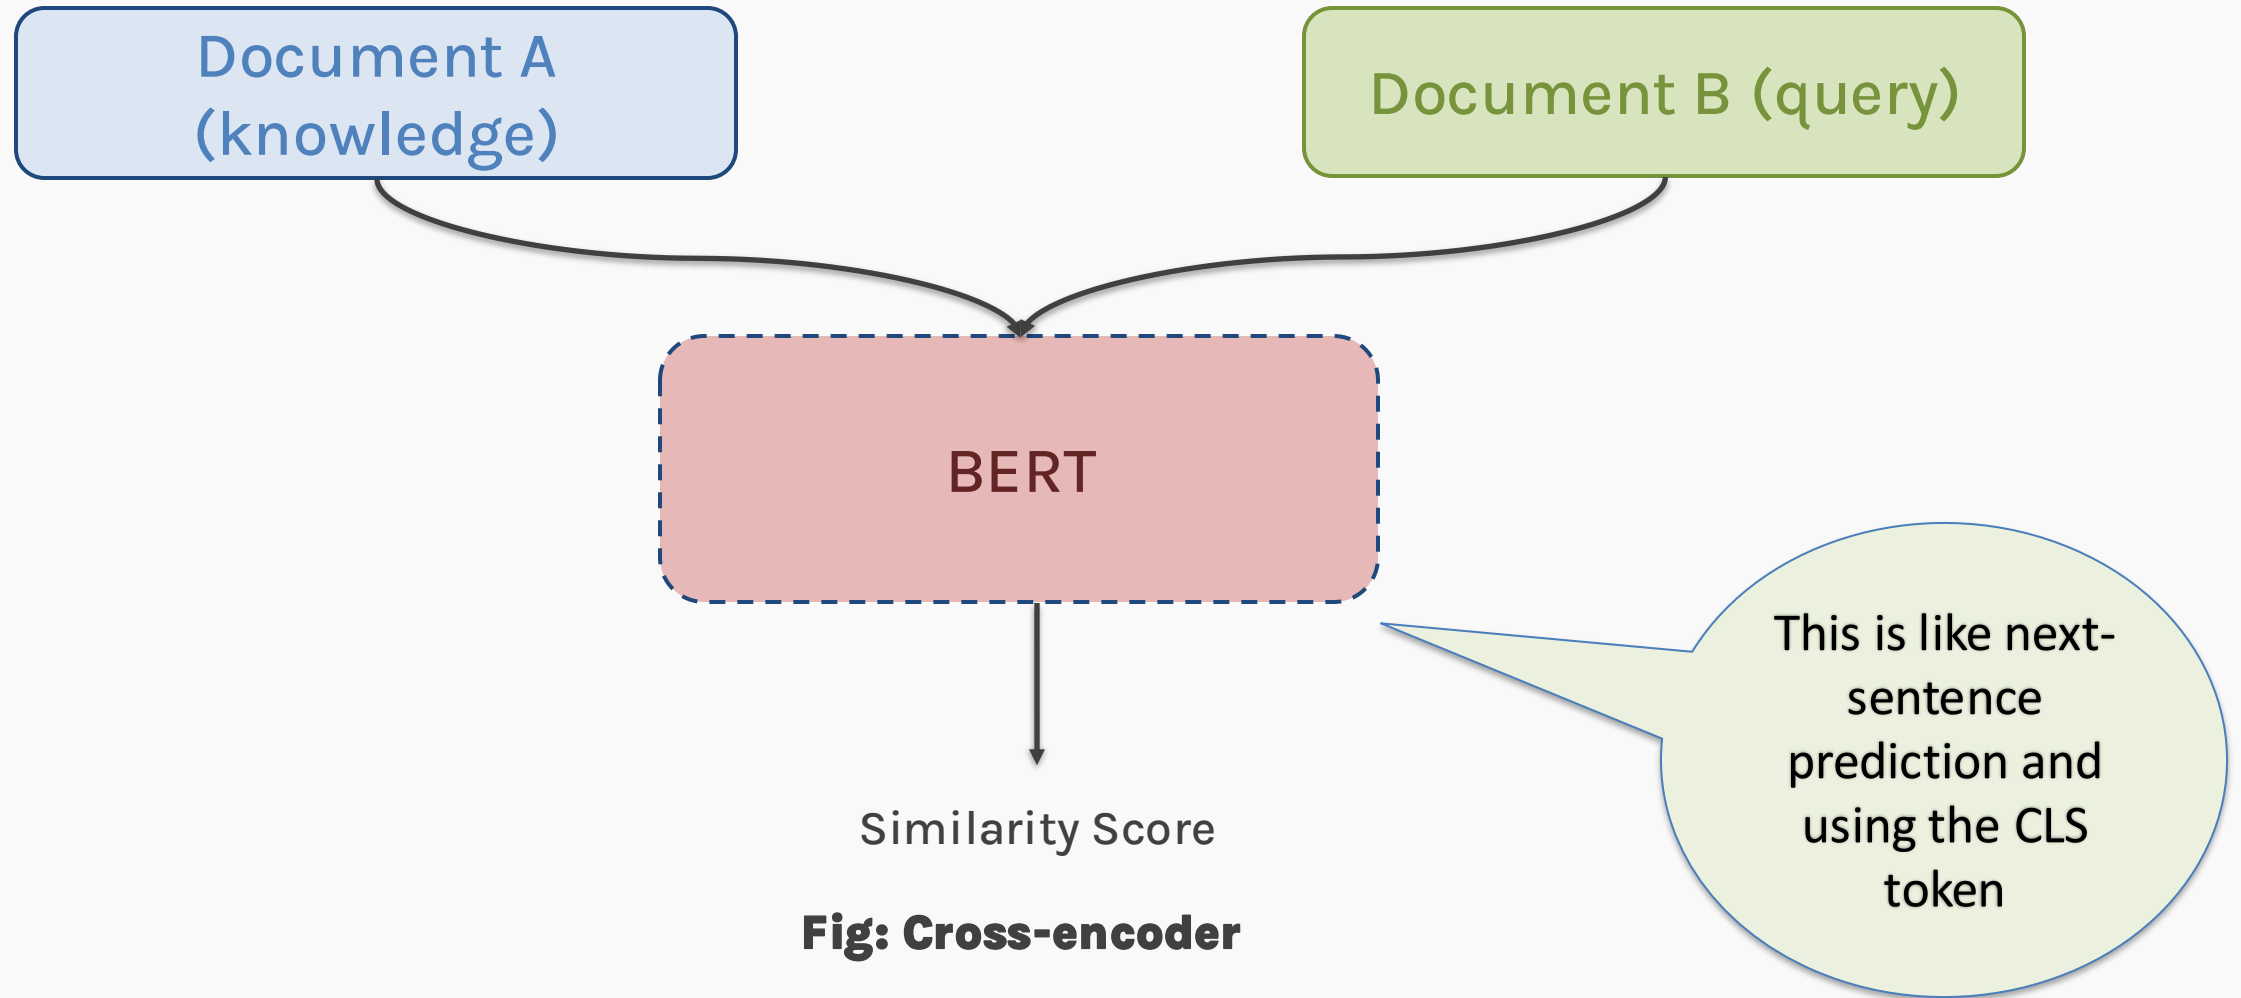 Document A
(knowledge)
Document B (query)
BERT
This is like next-
sentence
prediction and
using the CLS
token
Similarity Score
Fig: Cross-encoder